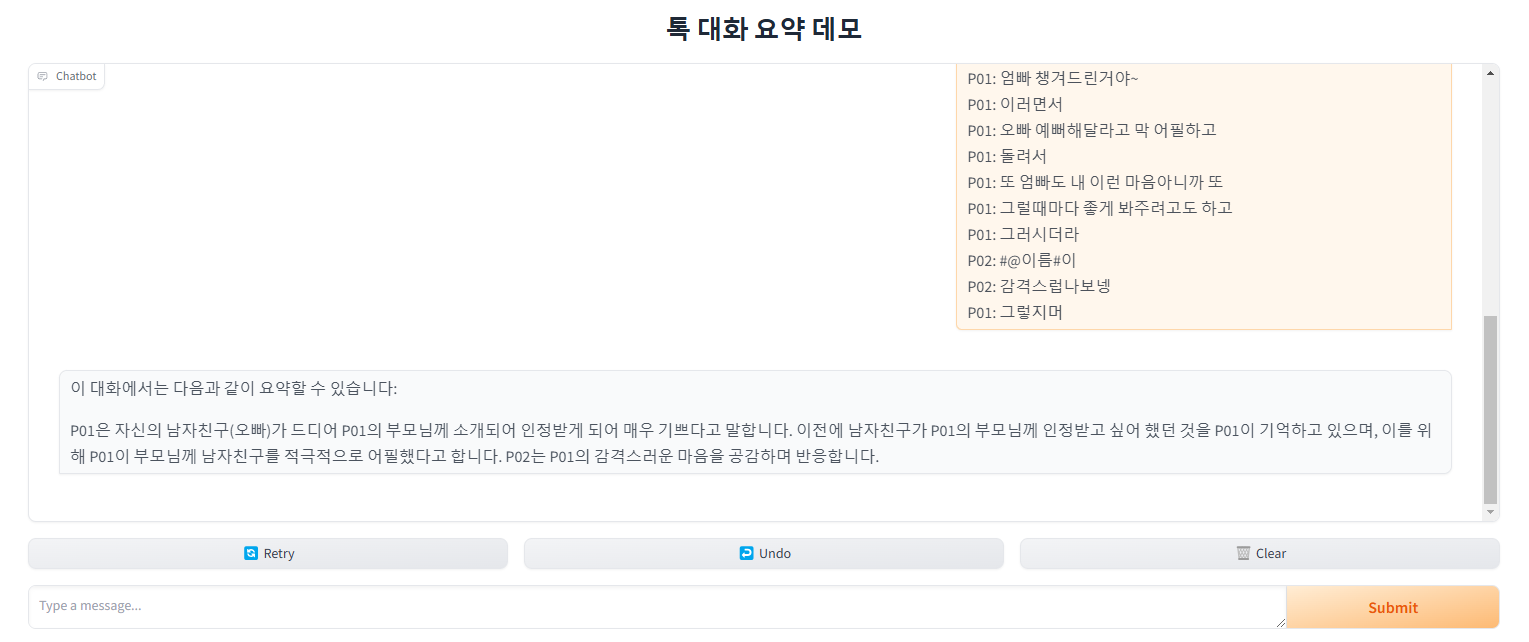 톡 대화 요약 데모
Chatbot
P01: 엄빠 챙겨드린거야~
P01: 이러면서
P01: 오빠 예뻐해달라고 막 어필하고
P01: 돌려서
P01: 또 엄빠도 내 이런 마음아니까 또
P01: 그럴때마다 좋게 봐주려고도 하고
P01: 그러시더라
P02: #@이름#이
P02: 감격스럽나보넹
P01: 그렇지머
이 대화에서는 다음과 같이 요약할 수 있습니다:
P01은 자신의 남자친구(오빠)가 드디어 P01의 부모님께 소개되어 인정받게 되어 매우 기쁘다고 말합니다. 이전에 남자친구가 P01의 부모님께 인정받고 싶어 했던 것을 P01이 기억하고 있으며, 이를 위
해 P01이 부모님께 남자친구를 적극적으로 어필했다고 합니다. P02는 P01의 감격스러운 마음을 공감하며 반응합니다.
Retry
Undo
Clear
Type a message...
Submit